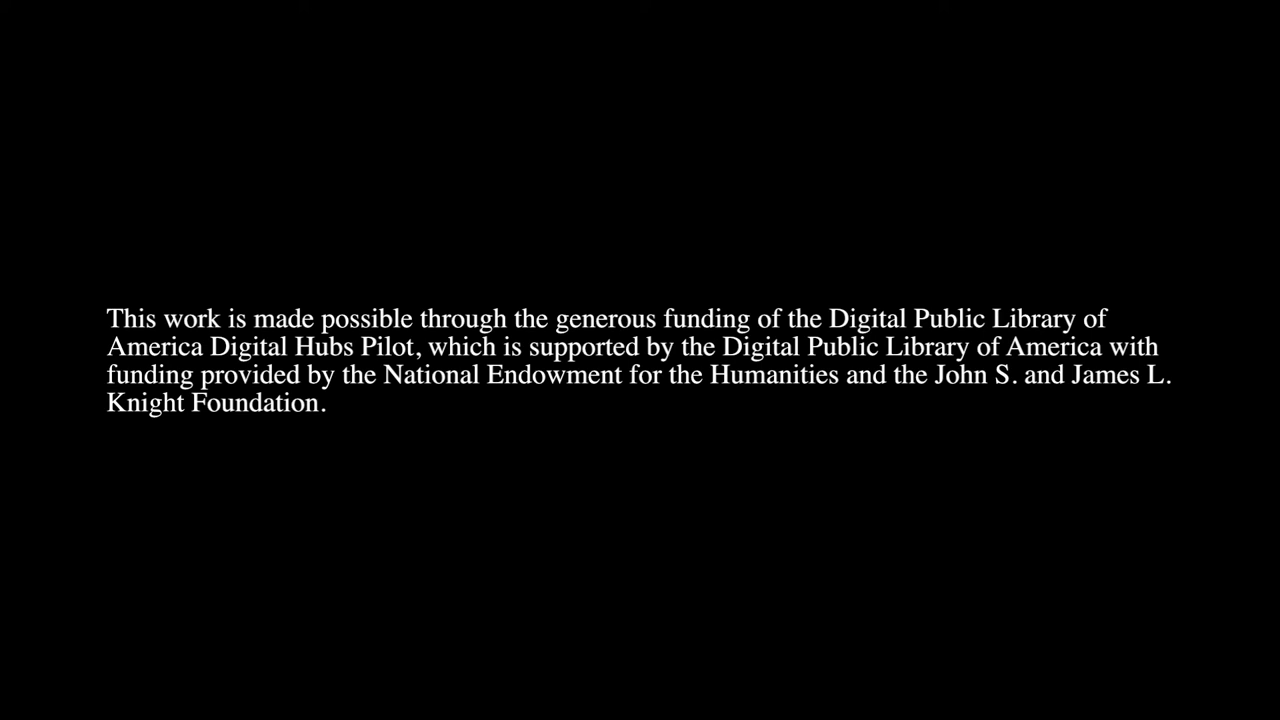 This work is made possible through the generous funding of the Digital Public Library of
America Digital Hubs Pilot, which is supported by the Digital Public Library of America with
funding provided by the National Endowment for the Humanities and the John S. and James L.
Knight Foundation.